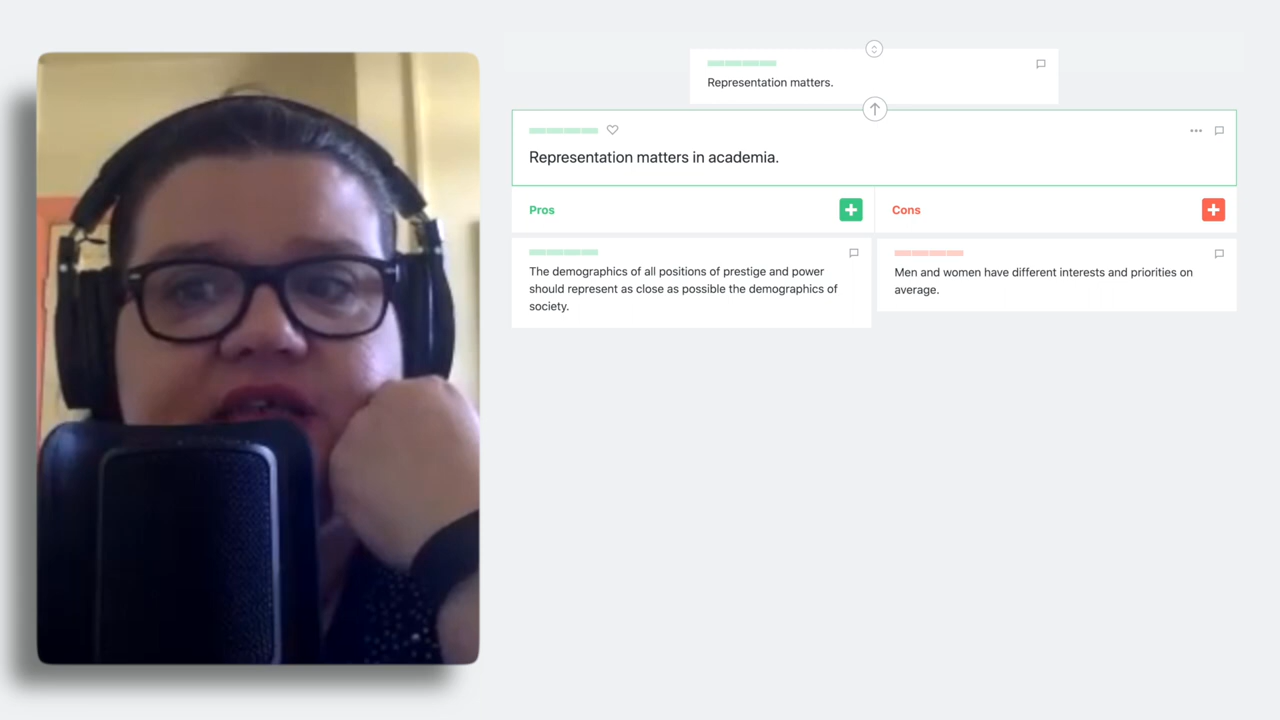 Representation matters.
Representation matters in academia.
Pros
Cons
The demographics of all positions of prestige and power
should represent as close as possible the demographics of
society.
Men and women have different interests and priorities on
average.